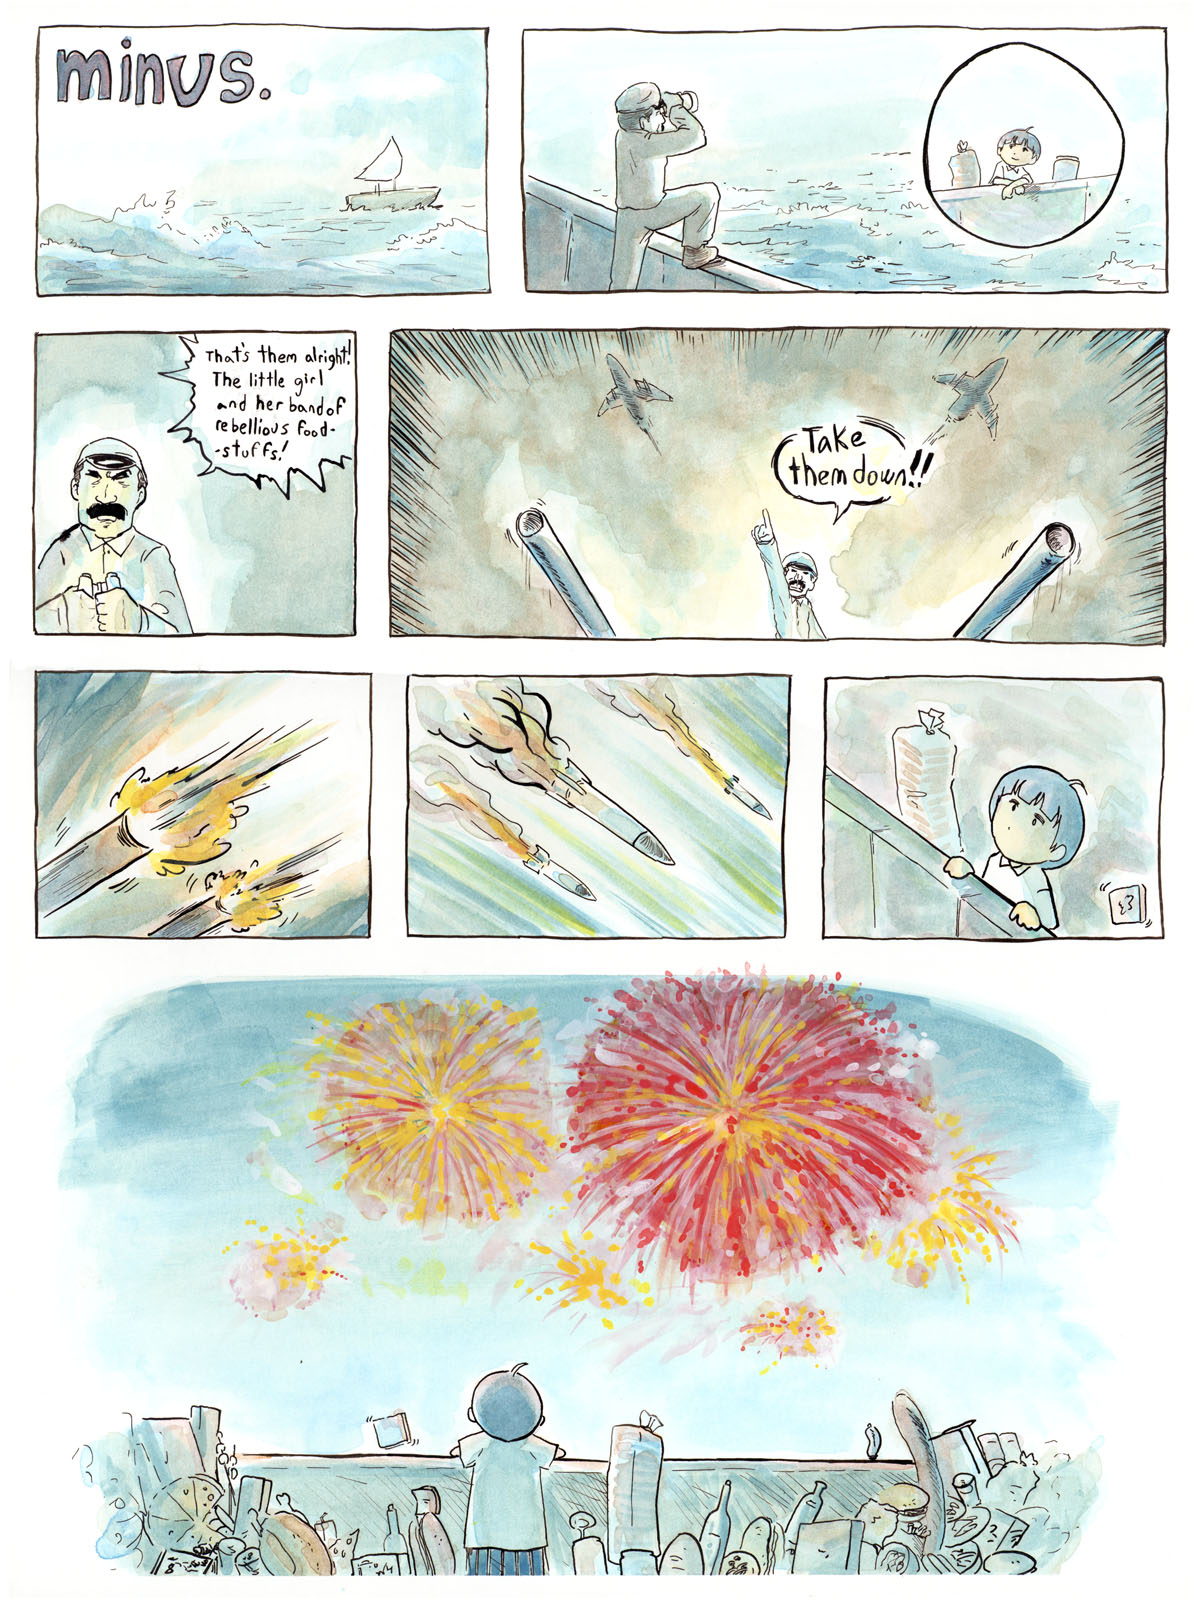 minus.
That's them alright!
The little girl
and her band of
rebellious food-
-stuffs!
Take
them down!!